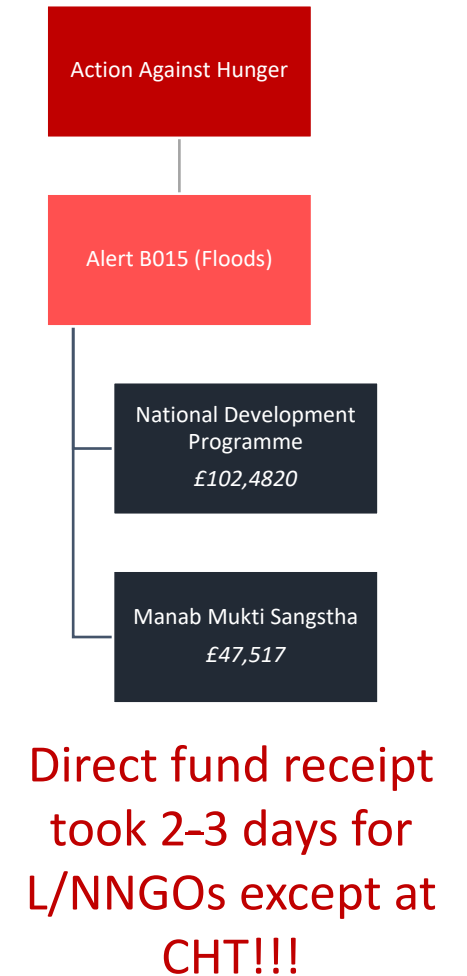 Action Against Hunger
Alert B015 (Floods)
National Development
Programme
£102,4820
Manab Mukti Sangstha
£47,517
Direct fund receipt
took 2-3 days for
L/NNGOs except at
CHT!!!